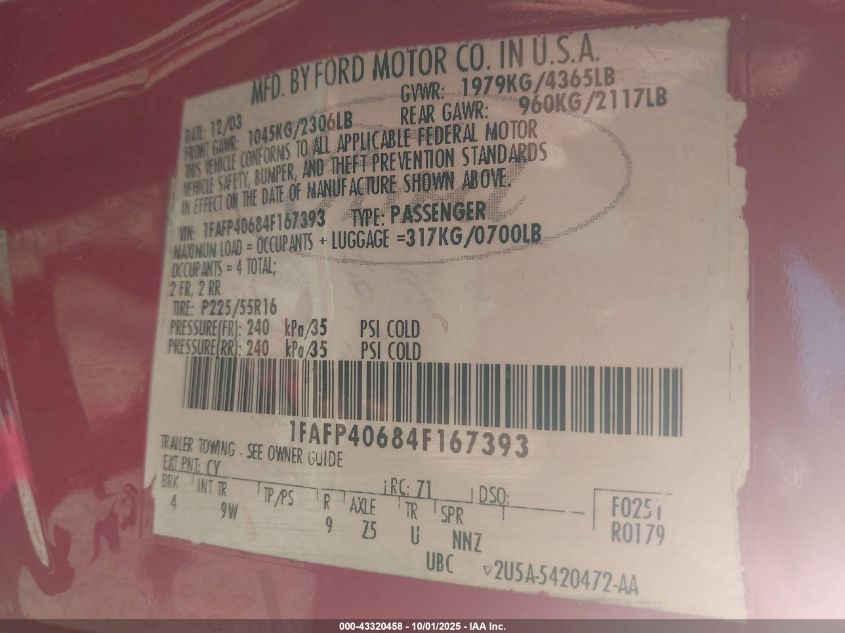 MFD. BY FORD MOTOR CO. IN U.S.A.
DATE: 12/03 GVWR: 1979KG/4365LB
FRONT GAWR: 1045KG/2306LB REAR GAWR: 960KG/2117LB
THIS VEHICLE CONFORMS TO ALL APPLICABLE FEDERAL MOTOR
VEHICLE SAFETY, BUMPER, AND THEFT PREVENTION STANDARDS
IN EFFECT ON THE DATE OF MANUFACTURE SHOWN ABOVE.
VIN: 1FAFP40684F167393 TYPE: PASSENGER
MAXIMUM LOAD = OCCUPANTS + LUGGAGE =317KG/0700LB
OCCUPANTS = 4 TOTAL;
2 FR, 2 RR
TIRE: P225/55R16
PRESSURE(FR): 240 kPa/35 PSI COLD
PRESSURE(RR): 240 kPa/35 PSI COLD
1FAFP40684F167393
TRAILER TOWING - SEE OWNER GUIDE
EXT PNT: CY RC: 71 DSO:
BRK INT TR TP/PS R AXLE TR SPR F0251
4 9W 9 Z5 U NNZ R0179
UBC 2U5A-5420472-AA
000-43320458 - 10/01/2025 - IAA Inc.